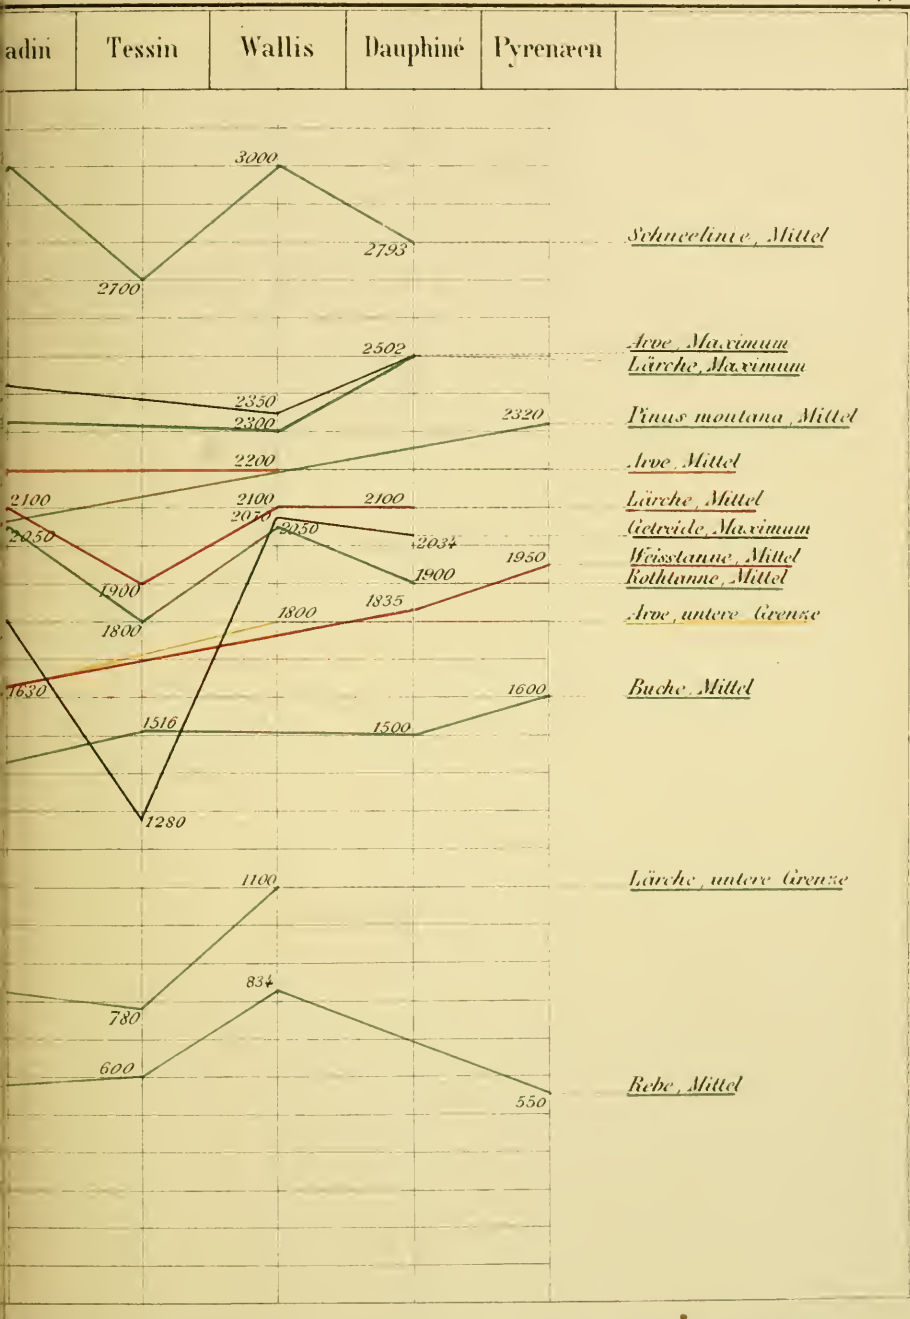 adin Tessin Wallis Dauphiné Pyrenæen
3000
Schneelinie, Mittel
2793
2700
Arve, Maximum
2502
Lärche, Maximum
2350
2320
Pinus montana, Mittel
2300
2200
Arve, Mittel
2100 2100 2100
Lärche, Mittel
2070
2050 2050
Getreide, Maximum
2034
1950
Weisstanne, Mittel
1900 1900
Rothtanne, Mittel
1835
1800
Arve, untere Grenze
1800
1630
1600
Buche, Mittel
1516
1500
1280
1100
Lärche, untere Grenze
834
780
600
Rebe, Mittel
550